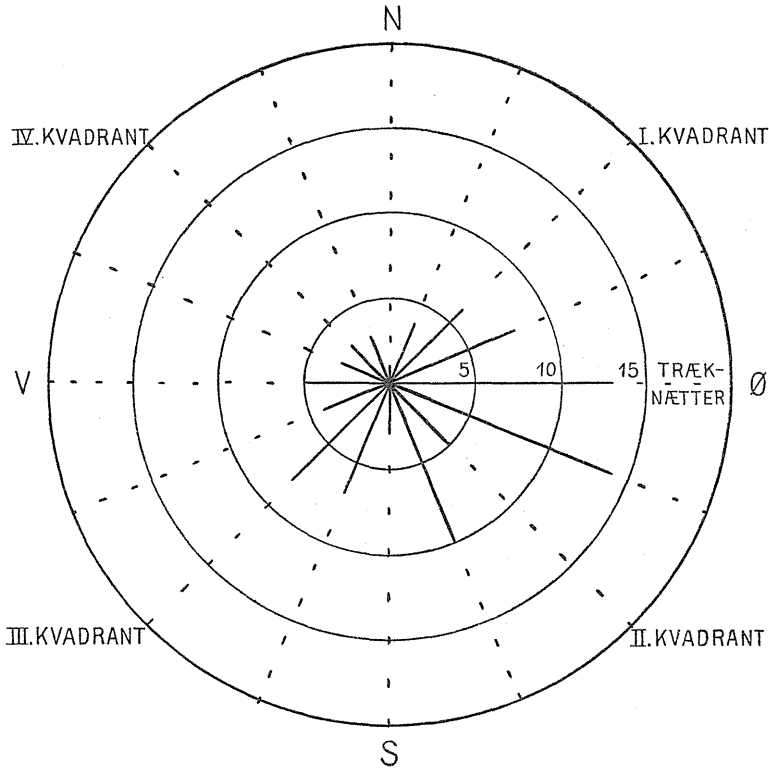 N
IV.KVADRANT
I.KVADRANT
V
5
10
15
TRÆK-
NÆTTER
Ø
III.KVADRANT
II.KVADRANT
S